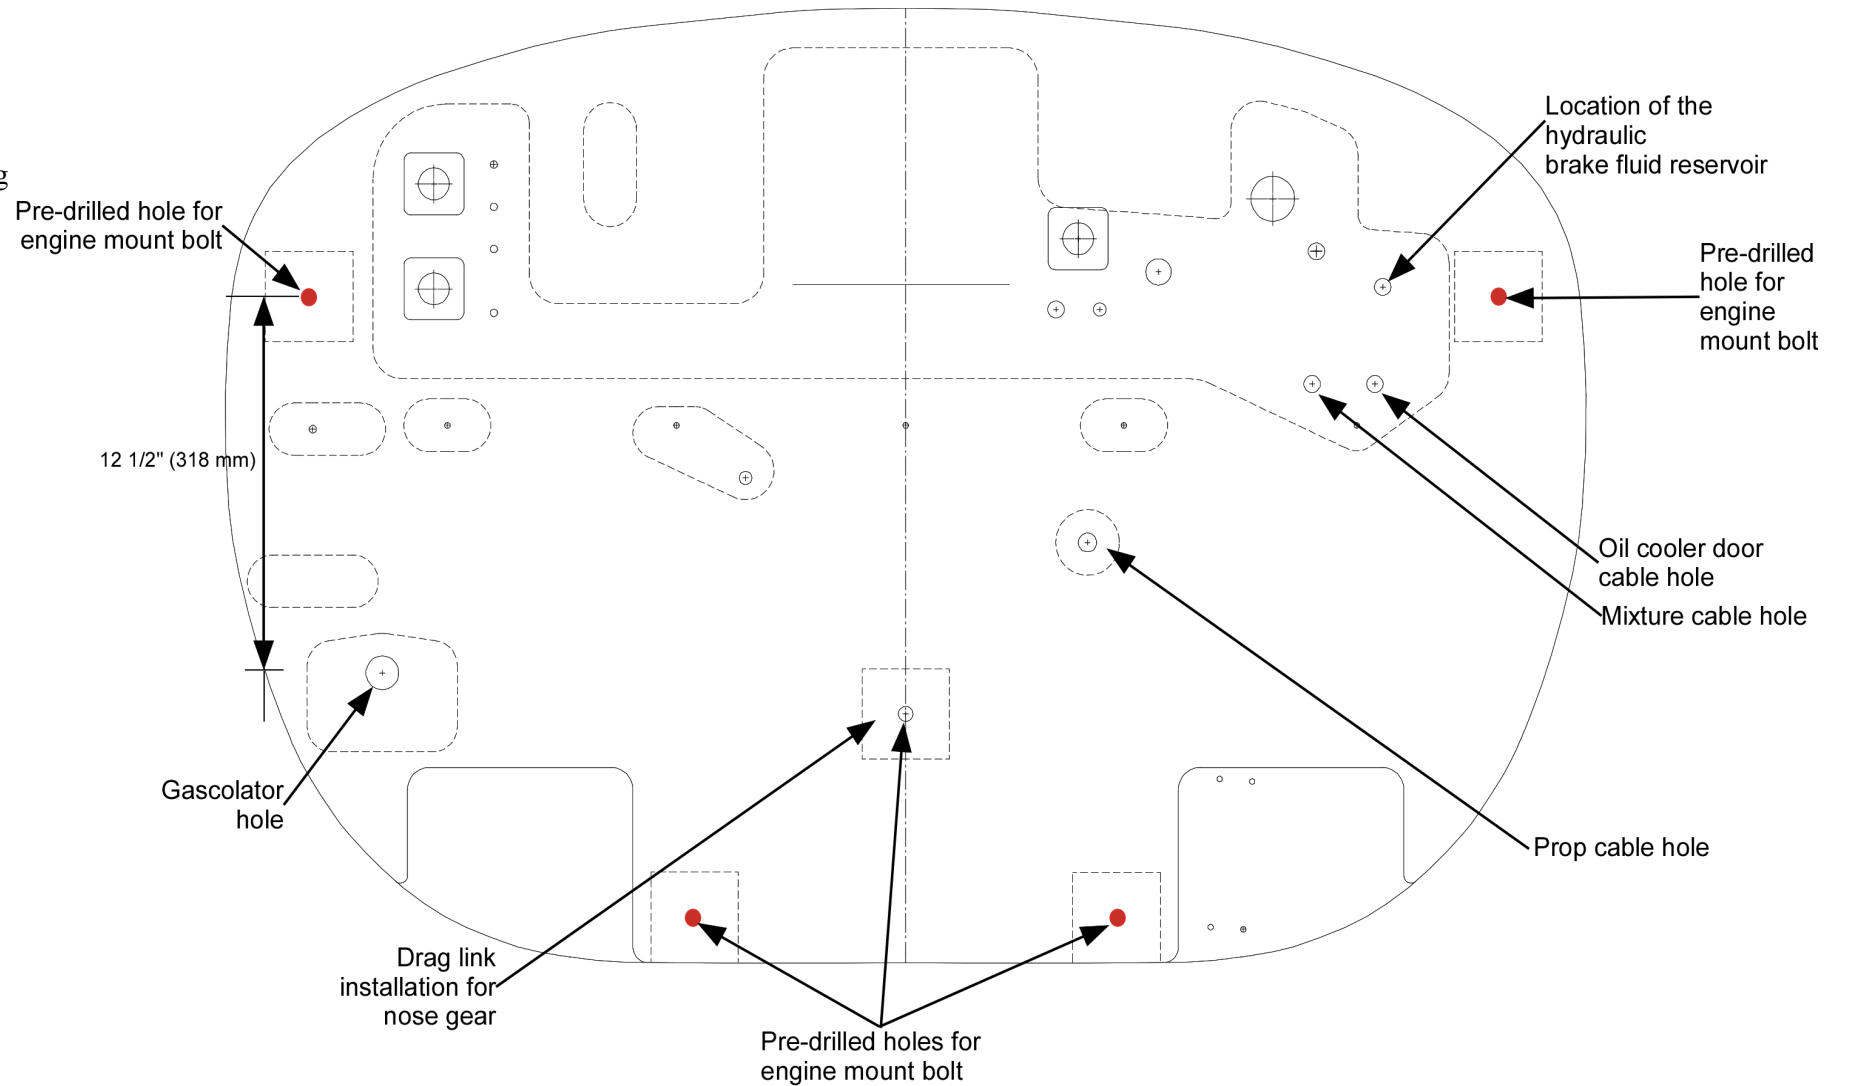 g
Pre-drilled hole for
engine mount bolt
Location of the
hydraulic
brake fluid reservoir
Pre-drilled
hole for
engine
mount bolt
12 1/2" (318 mm)
Oil cooler door
cable hole
Mixture cable hole
Gascolator
hole
Prop cable hole
Drag link
installation for
nose gear
Pre-drilled holes for
engine mount bolt